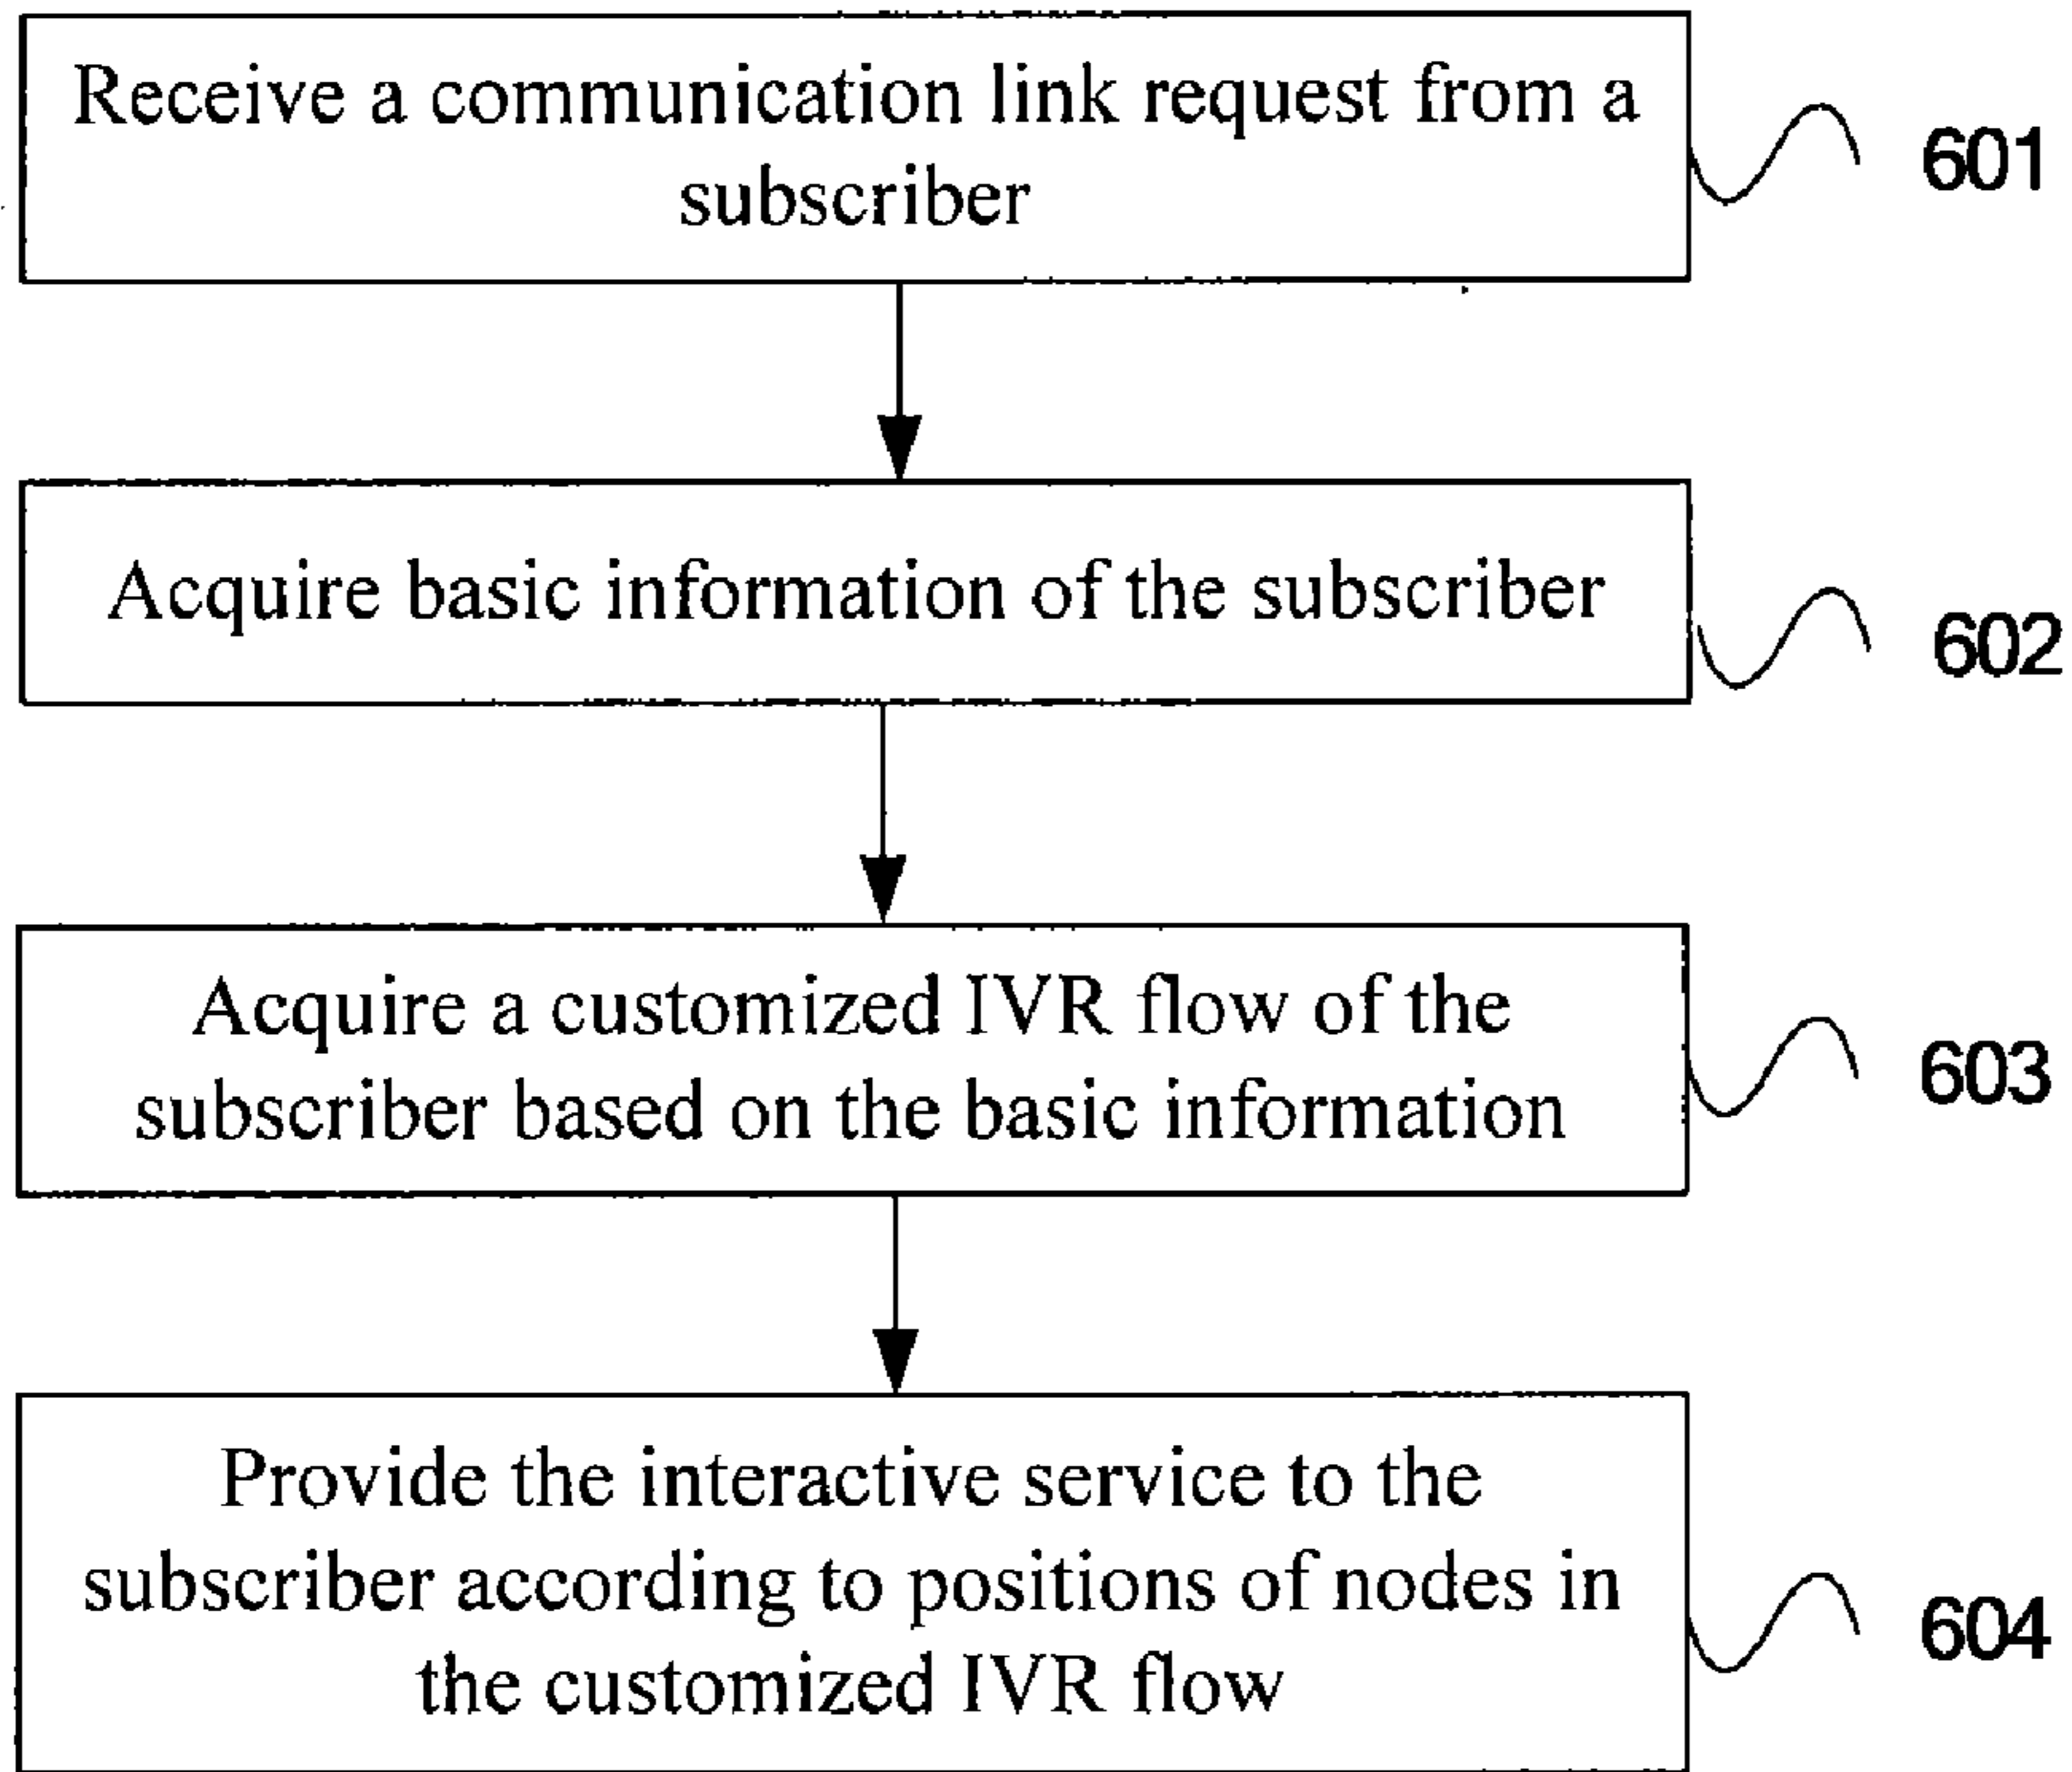 Receive a communication link request from a
subscriber
601
Acquire basic information of the subscriber
602
Acquire a customized IVR flow of the
subscriber based on the basic information
603
Provide the interactive service to the
subscriber according to positions of nodes in
the customized IVR flow
604